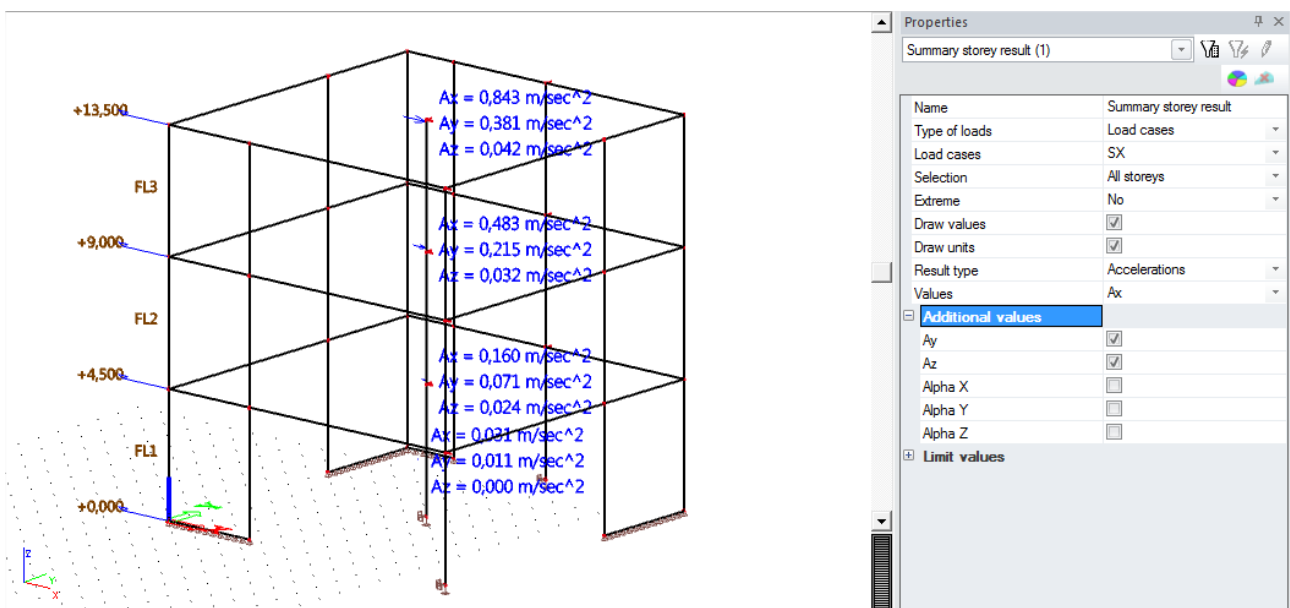 +13,500
Ax = 0,843 m/sec^2
Ay = 0,381 m/sec^2
Az = 0,042 m/sec^2
FL3
+9,000
Ax = 0,483 m/sec^2
Ay = 0,215 m/sec^2
Az = 0,032 m/sec^2
FL2
+4,500
Ax = 0,160 m/sec^2
Ay = 0,071 m/sec^2
Az = 0,024 m/sec^2
FL1
Ax = 0,031 m/sec^2
Ay = 0,011 m/sec^2
Az = 0,000 m/sec^2
+0,000
Z
Y
X
Properties
Summary storey result (1)
Name Summary storey result
Type of loads Load cases
Load cases SX
Selection All storeys
Extreme No
Draw values
Draw units
Result type Accelerations
Values Ax
Additional values
Ay
Az
Alpha X
Alpha Y
Alpha Z
Limit values